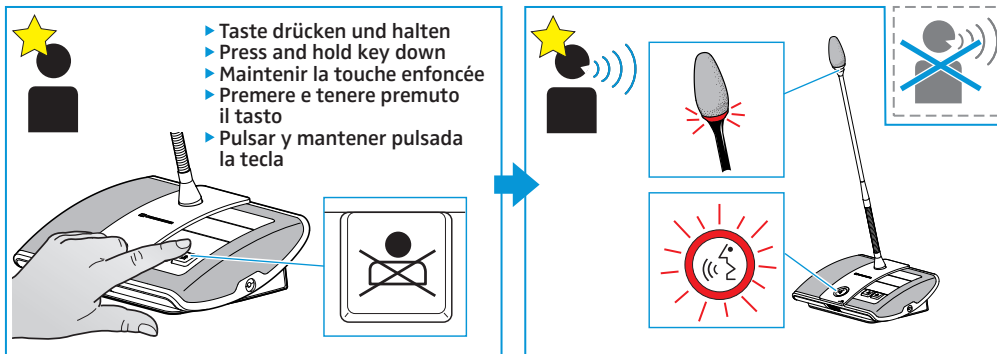 ▸ Taste drücken und halten
▸ Press and hold key down
▸ Maintenir la touche enfoncée
▸ Premere e tenere premuto
il tasto
▸ Pulsar y mantener pulsada
la tecla